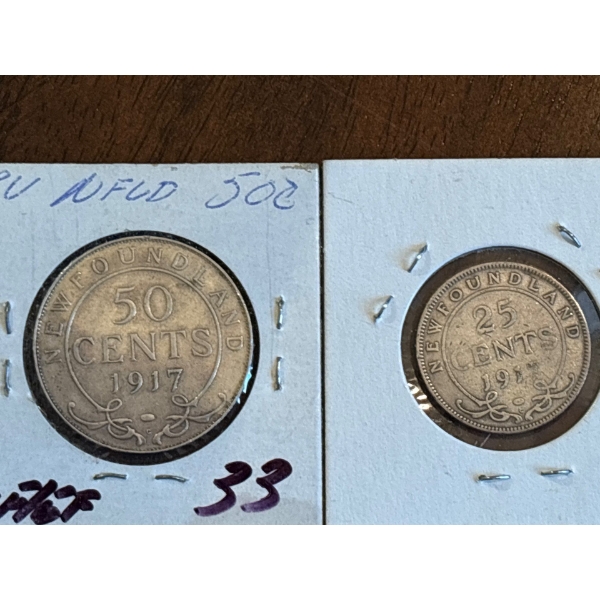 NFLD 50¢
NEWFOUNDLAND
50
CENTS
1917
33
NEWFOUNDLAND
25
CENTS